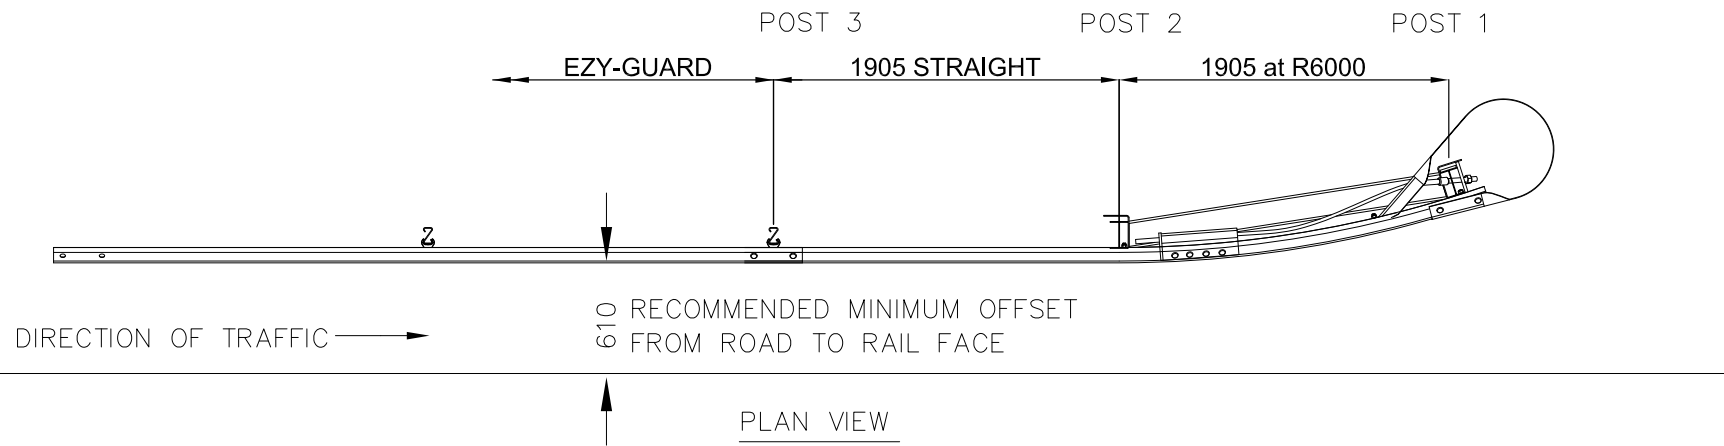 POST 3
POST 2
POST 1
EZY-GUARD
1905 STRAIGHT
1905 at R6000
610
RECOMMENDED MINIMUM OFFSET
FROM ROAD TO RAIL FACE
DIRECTION OF TRAFFIC
PLAN VIEW